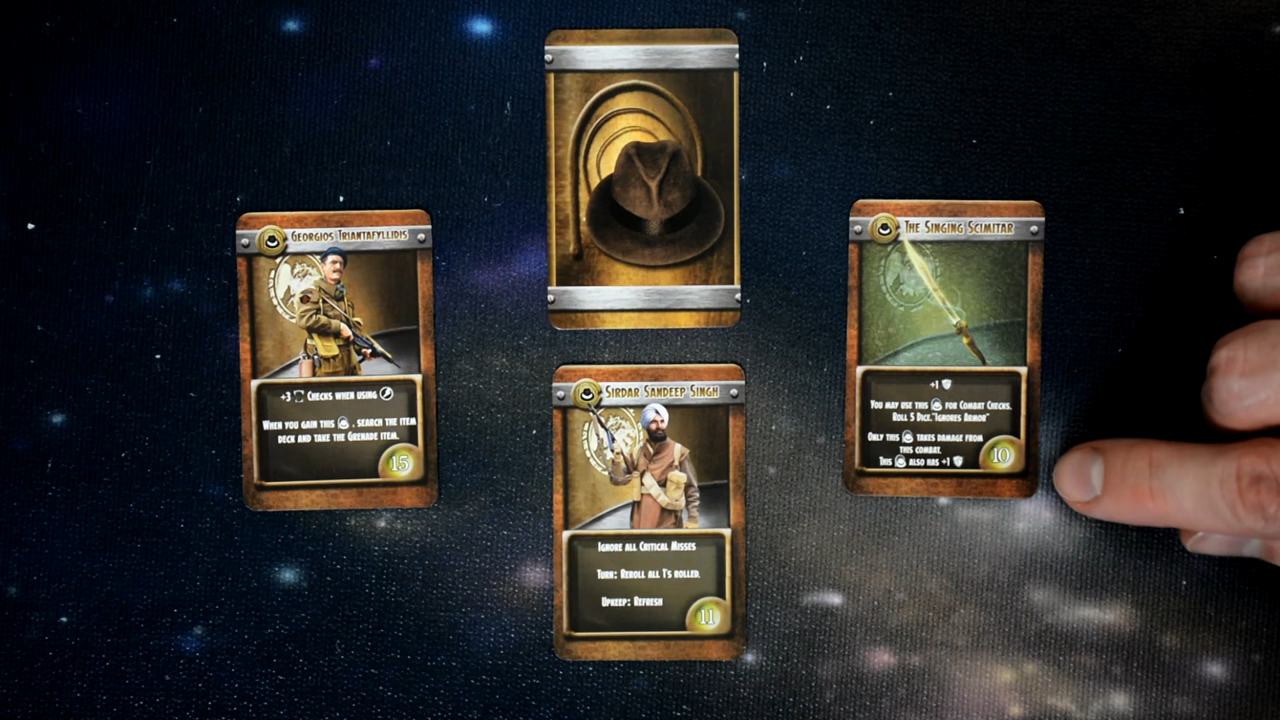 Georgios Triantafyllidis
+3 Checks when using
When you gain this , search the item
deck and take the Grenade item.
15
Sirdar Sandeep Singh
Ignore all Critical Misses
Turn: Reroll all 1's rolled.
Upkeep: Refresh
11
The Singing Scimitar
+1
You may use this for Combat Checks.
Roll 5 Dice."Ignores Armor"
Only this takes damage from
this combat.
This also has +1
10